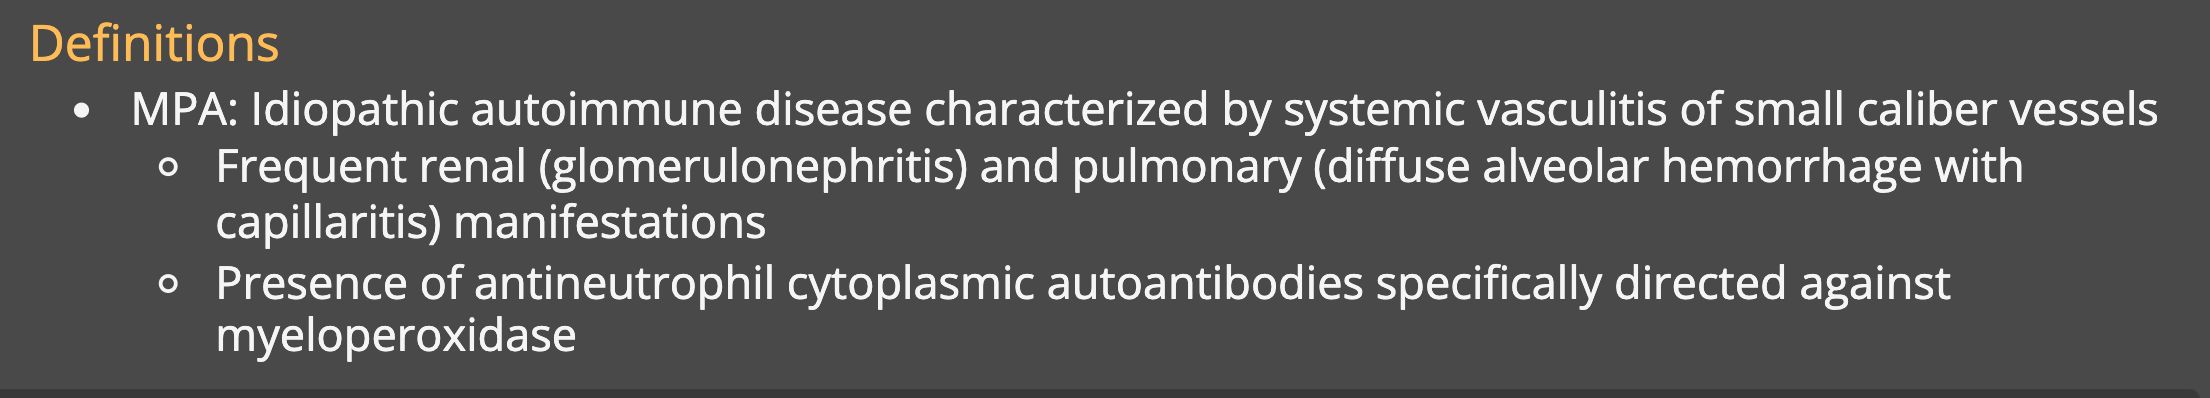 Definitions
• MPA: Idiopathic autoimmune disease characterized by systemic vasculitis of small caliber vessels
◦ Frequent renal (glomerulonephritis) and pulmonary (diffuse alveolar hemorrhage with
capillaritis) manifestations
◦ Presence of antineutrophil cytoplasmic autoantibodies specifically directed against
myeloperoxidase